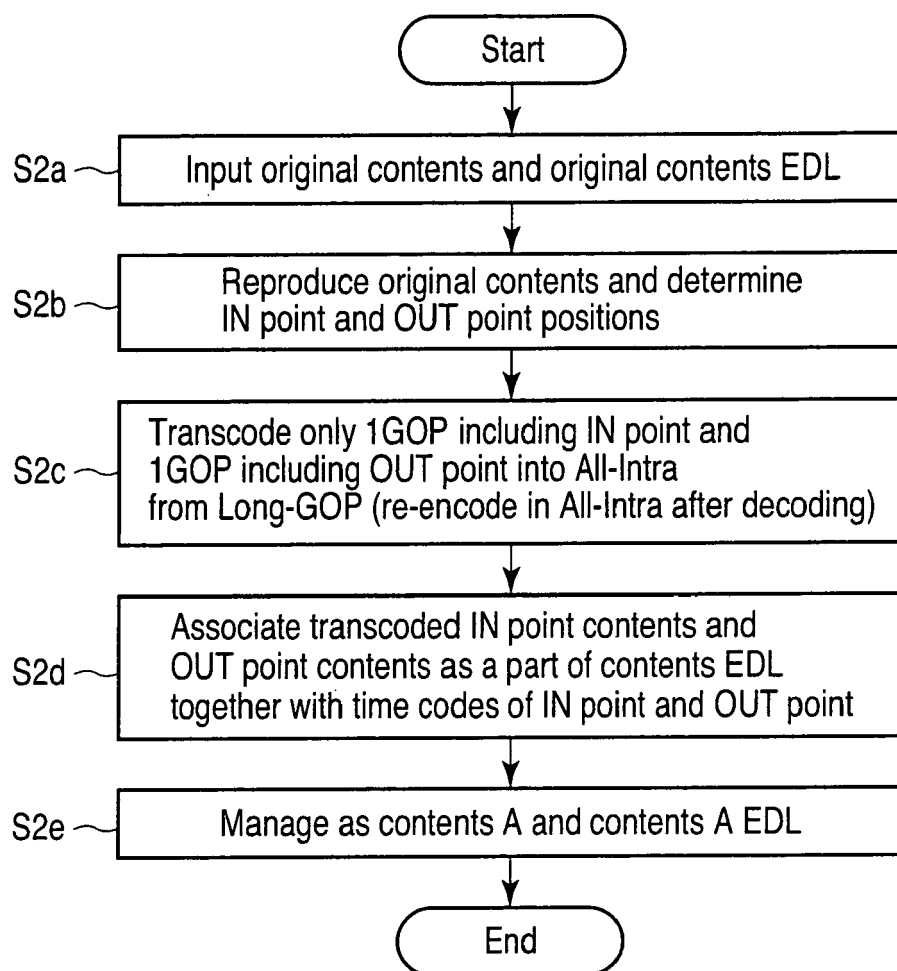 Start
S2a
Input original contents and original contents EDL
S2b
Reproduce original contents and determine
IN point and OUT point positions
S2c
Transcode only 1GOP including IN point and
1GOP including OUT point into All-Intra
from Long-GOP (re-encode in All-Intra after decoding)
S2d
Associate transcoded IN point contents and
OUT point contents as a part of contents EDL
together with time codes of IN point and OUT point
S2e
Manage as contents A and contents A EDL
End